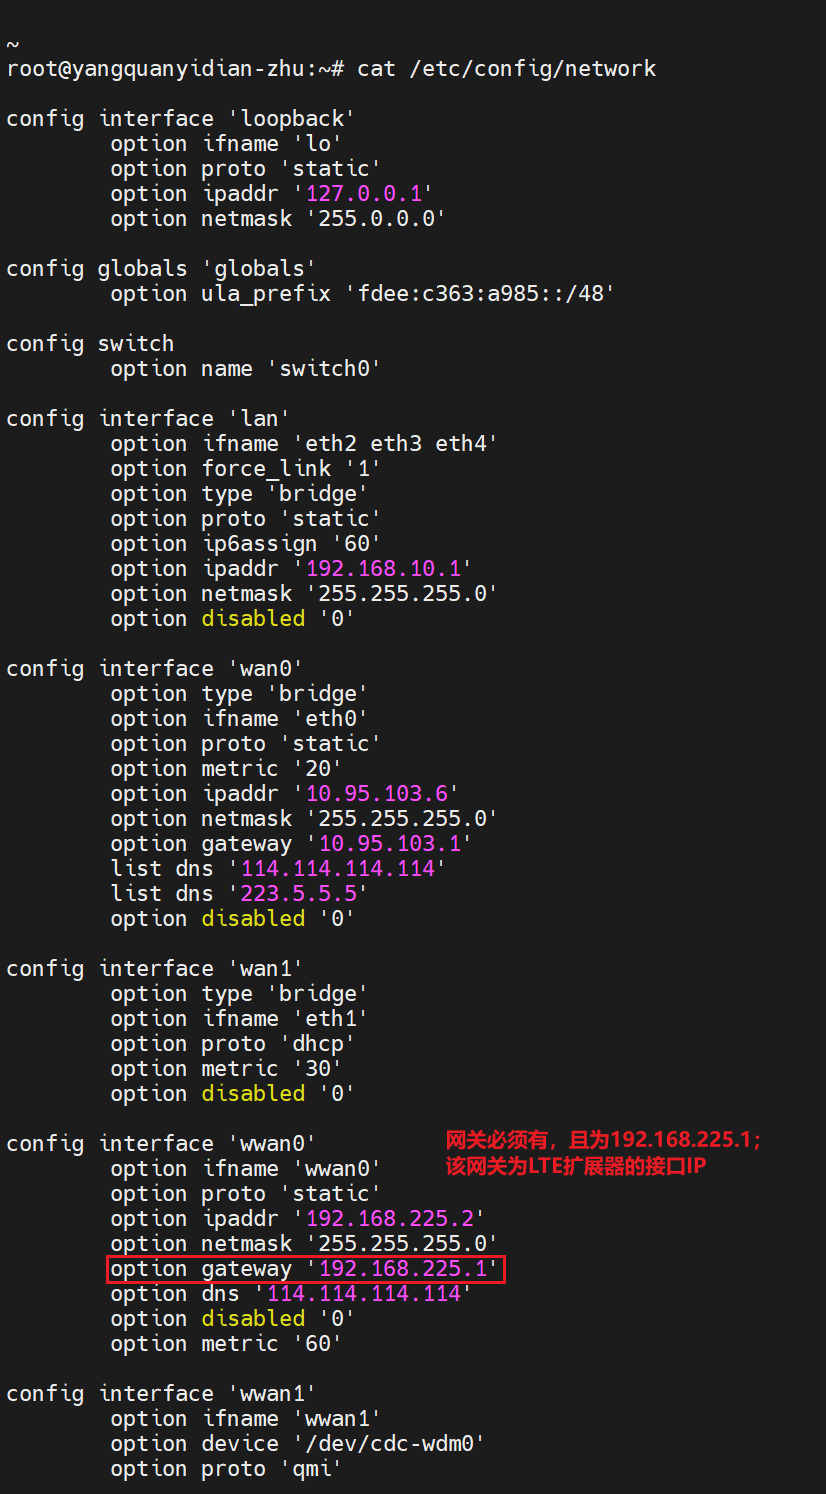 ~
root@yangquanyidian-zhu:~# cat /etc/config/network
config interface 'loopback'
option ifname 'lo'
option proto 'static'
option ipaddr '127.0.0.1'
option netmask '255.0.0.0'
config globals 'globals'
option ula_prefix 'fdee:c363:a985::/48'
config switch
option name 'switch0'
config interface 'lan'
option ifname 'eth2 eth3 eth4'
option force_link '1'
option type 'bridge'
option proto 'static'
option ip6assign '60'
option ipaddr '192.168.10.1'
option netmask '255.255.255.0'
option disabled '0'
config interface 'wan0'
option type 'bridge'
option ifname 'eth0'
option proto 'static'
option metric '20'
option ipaddr '10.95.103.6'
option netmask '255.255.255.0'
option gateway '10.95.103.1'
list dns '114.114.114.114'
list dns '223.5.5.5'
option disabled '0'
config interface 'wan1'
option type 'bridge'
option ifname 'eth1'
option proto 'dhcp'
option metric '30'
option disabled '0'
config interface 'wwan0'
网关必须有，且为192.168.225.1；
该网关为LTE扩展器的接口IP
option ifname 'wwan0'
option proto 'static'
option ipaddr '192.168.225.2'
option netmask '255.255.255.0'
option gateway '192.168.225.1'
option dns '114.114.114.114'
option disabled '0'
option metric '60'
config interface 'wwan1'
option ifname 'wwan1'
option device '/dev/cdc-wdm0'
option proto 'qmi'